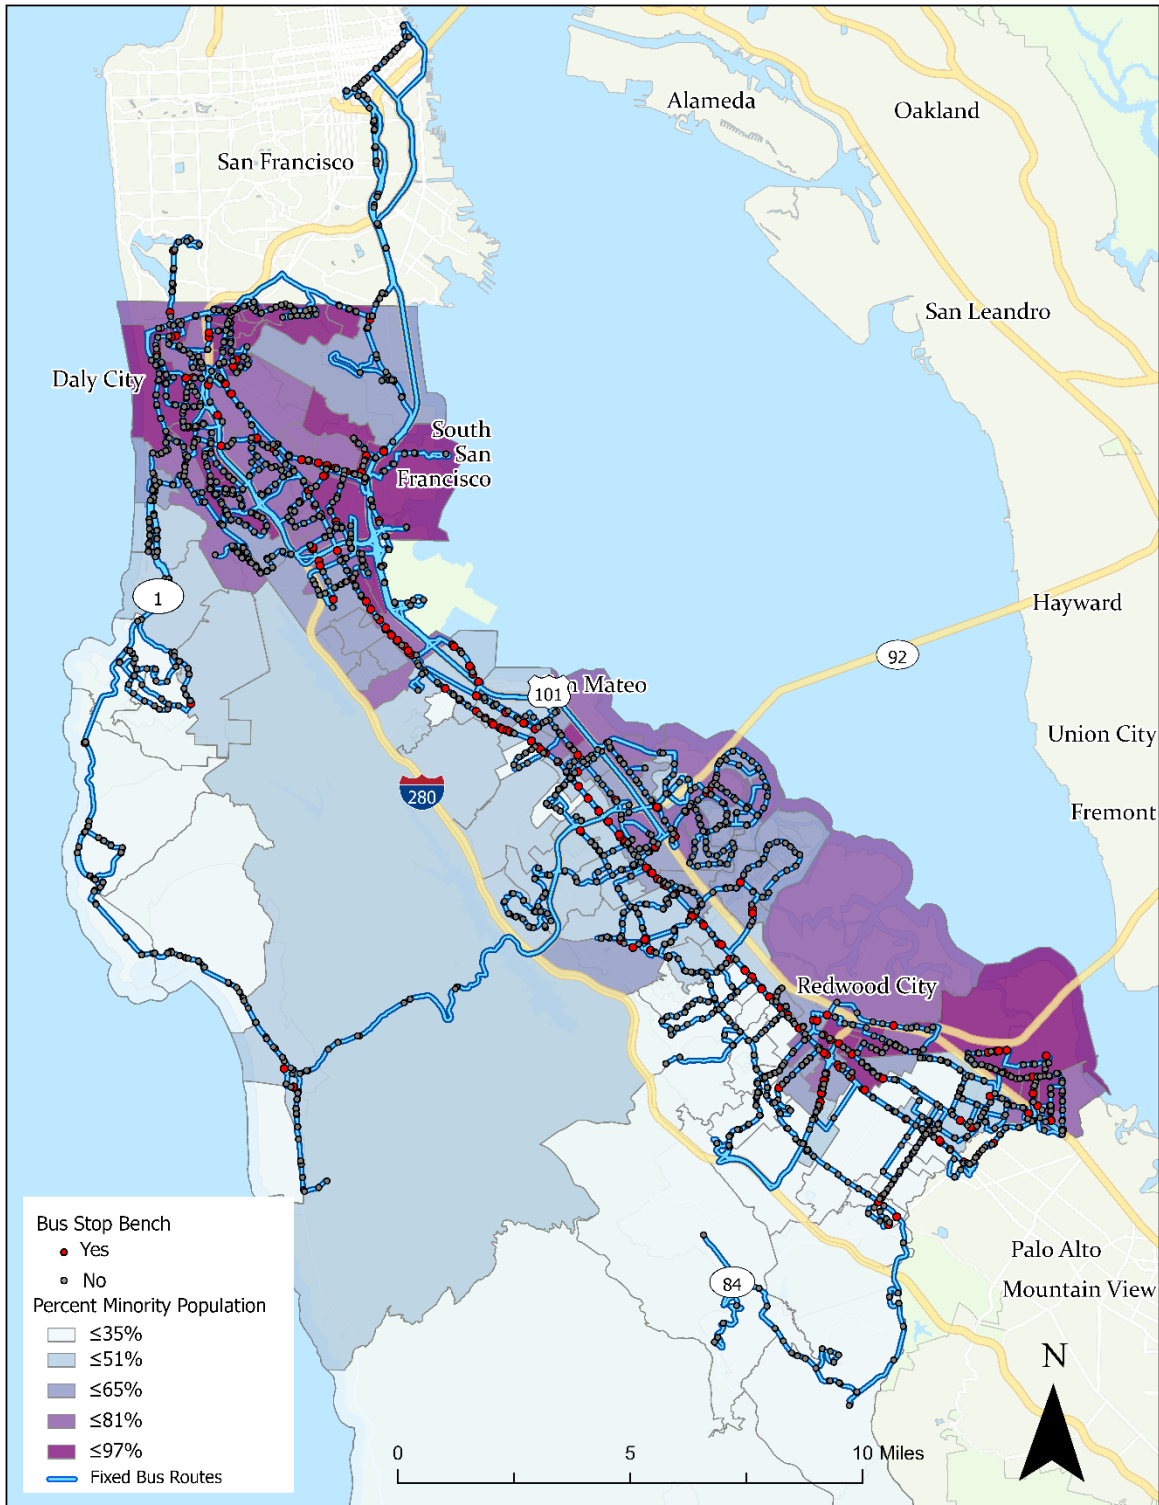 Alameda
Oakland
San Francisco
San Leandro
Daly City
South
San
Francisco
1
Hayward
92
n Mateo
101
Union City
280
Fremont
Redwood City
Palo Alto
84
Mountain View
Bus Stop Bench
Yes
No
Percent Minority Population
≤35%
≤51%
≤65%
≤81%
≤97%
Fixed Bus Routes
N
0 5 10 Miles